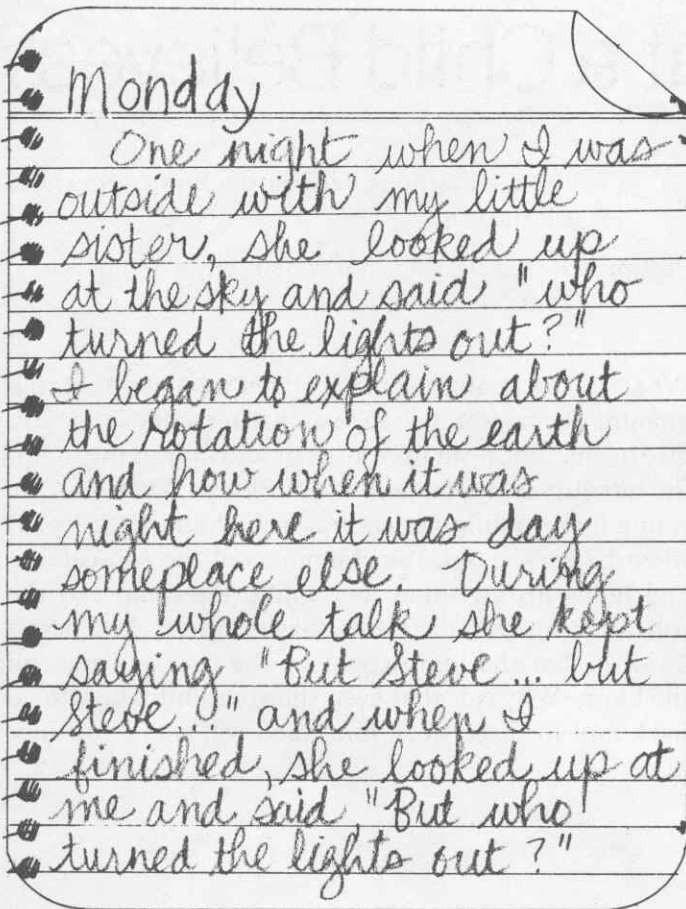 Child Believes
Monday
One night when I was
outside with my little
sister, she looked up
at the sky and said "who
turned the lights out?"
I began to explain about
the rotation of the earth
and how when it was
night here it was day
someplace else. During
my whole talk she kept
saying "But Steve... but
Steve.." and when I
finished, she looked up at
me and said, "But who
turned the lights out?"